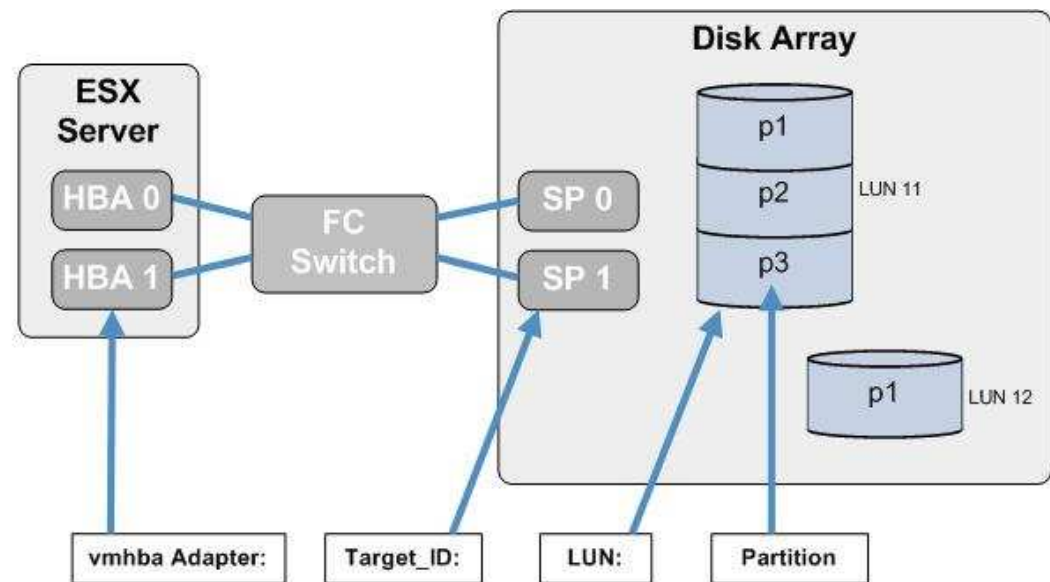 Disk Array
ESX
Server
HBA 0
HBA 1
FC
Switch
SP 0
SP 1
p1
p2
p3
LUN 11
p1
LUN 12
vmhba Adapter:
Target_ID:
LUN:
Partition